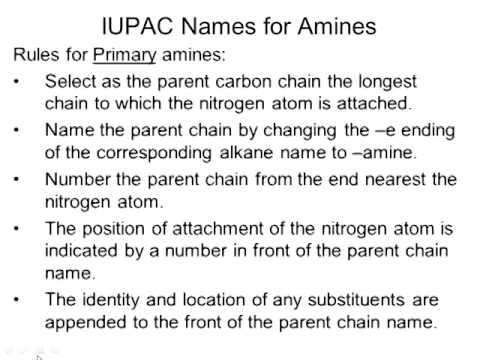 IUPAC Names for Amines
Rules for Primary amines:
• Select as the parent carbon chain the longest
chain to which the nitrogen atom is attached.
• Name the parent chain by changing the –e ending
of the corresponding alkane name to –amine.
• Number the parent chain from the end nearest the
nitrogen atom.
• The position of attachment of the nitrogen atom is
indicated by a number in front of the parent chain
name.
• The identity and location of any substituents are
appended to the front of the parent chain name.